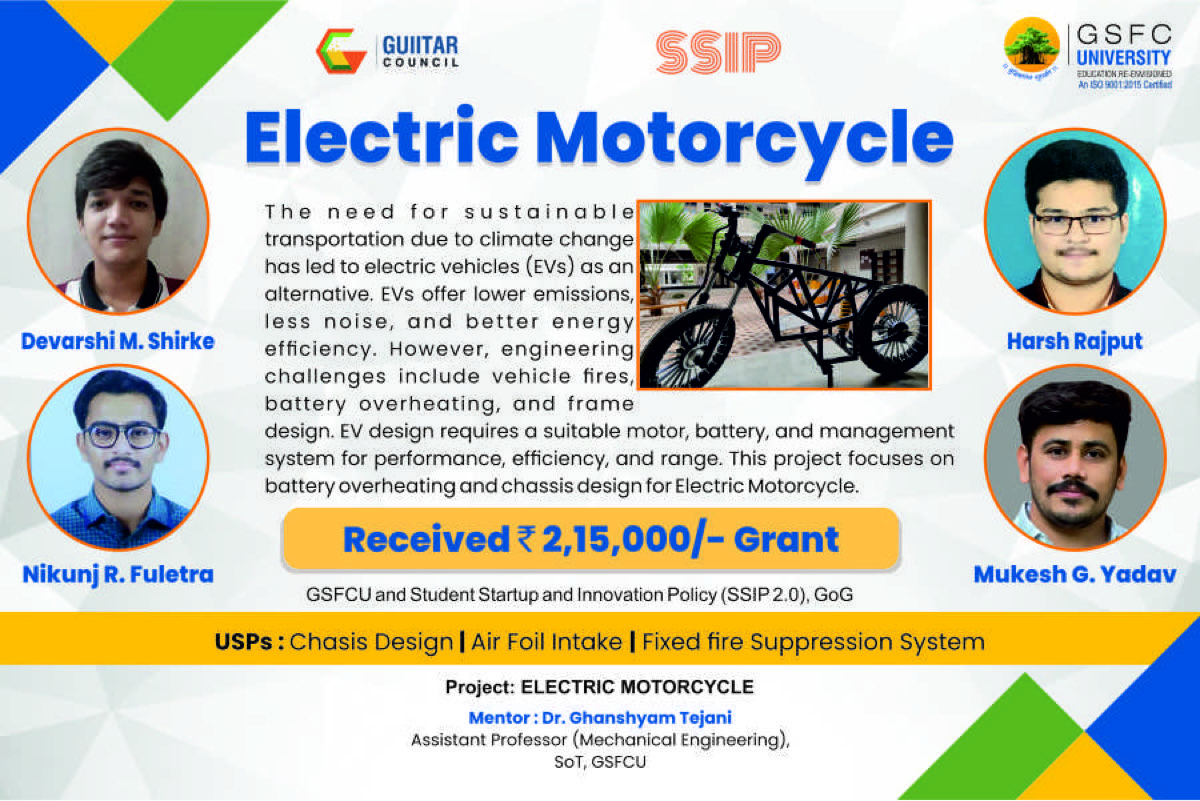 GUIITAR
COUNCIL
SSIP
GSFC
UNIVERSITY
EDUCATION RE-ENVISIONED
An ISO 9001:2015 Certified
Electric Motorcycle
The need for sustainable
transportation due to climate change
has led to electric vehicles (EVs) as an
alternative. EVs offer lower emissions,
less noise, and better energy
efficiency. However, engineering
challenges include vehicle fires,
battery overheating, and frame
design. EV design requires a suitable motor, battery, and management
system for performance, efficiency, and range. This project focuses on
battery overheating and chassis design for Electric Motorcycle.
Devarshi M. Shirke
Harsh Rajput
Nikunj R. Fuletra
Mukesh G. Yadav
Received ₹ 2,15,000/- Grant
GSFCU and Student Startup and Innovation Policy (SSIP 2.0), GoG
USPs : Chasis Design | Air Foil Intake | Fixed fire Suppression System
Project: ELECTRIC MOTORCYCLE
Mentor : Dr. Ghanshyam Tejani
Assistant Professor (Mechanical Engineering),
SoT, GSFCU